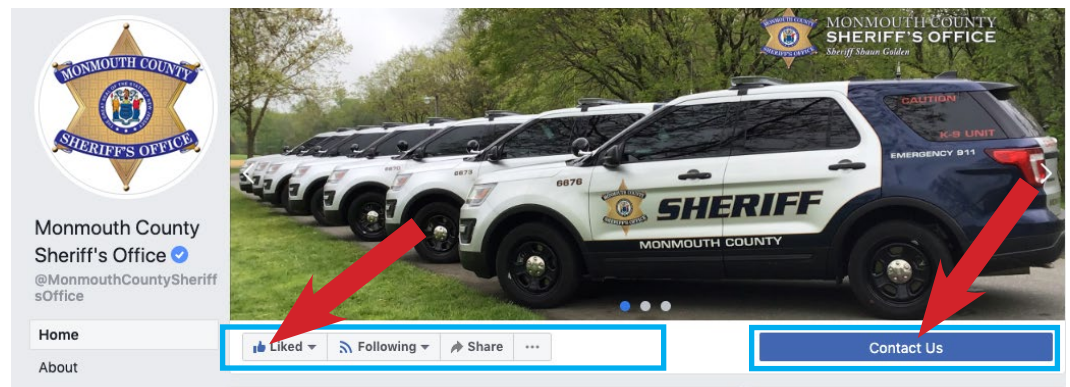 MONMOUTH COUNTY
SHERIFF'S OFFICE
Monmouth County
Sheriff's Office
@MonmouthCountySheriff
sOffice
Home
About
MONMOUTH COUNTY
SHERIFF'S OFFICE
Sheriff Shaun Golden
CAUTION
K-9 UNIT
EMERGENCY 911
6673
6676
SHERIFF
MONMOUTH COUNTY
Liked
Following
Share
Contact Us